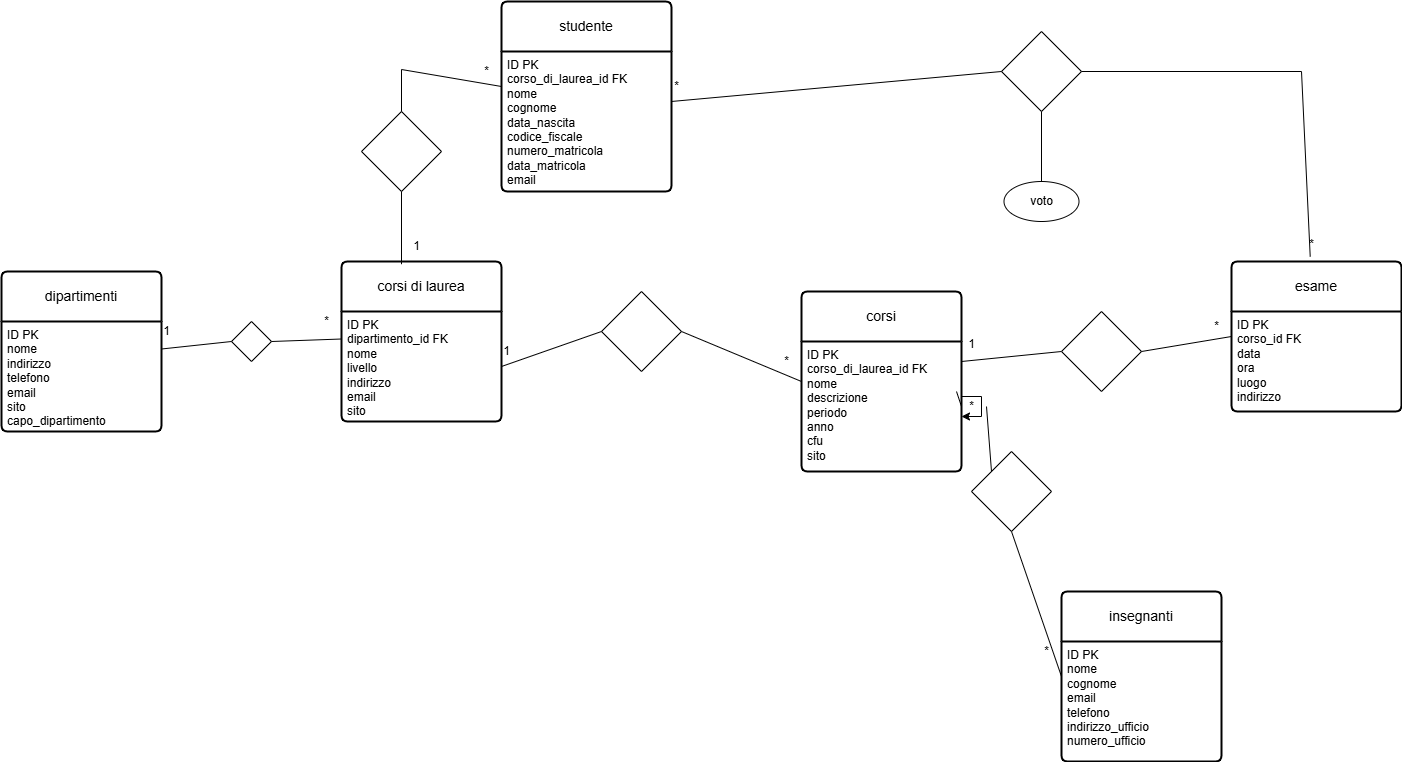 studente
ID PK
corso_di_laurea_id FK
nome
cognome
data_nascita
codice_fiscale
numero_matricola
data_matricola
email
*
*
voto
1
*
dipartimenti
ID PK
nome
indirizzo
telefono
email
sito
capo_dipartimento
1
*
corsi di laurea
ID PK
dipartimento_id FK
nome
livello
indirizzo
email
sito
1
*
corsi
ID PK
corso_di_laurea_id FK
nome
descrizione
periodo
anno
cfu
sito
1
*
*
esame
ID PK
corso_id FK
data
ora
luogo
indirizzo
*
insegnanti
ID PK
nome
cognome
email
telefono
indirizzo_ufficio
numero_ufficio